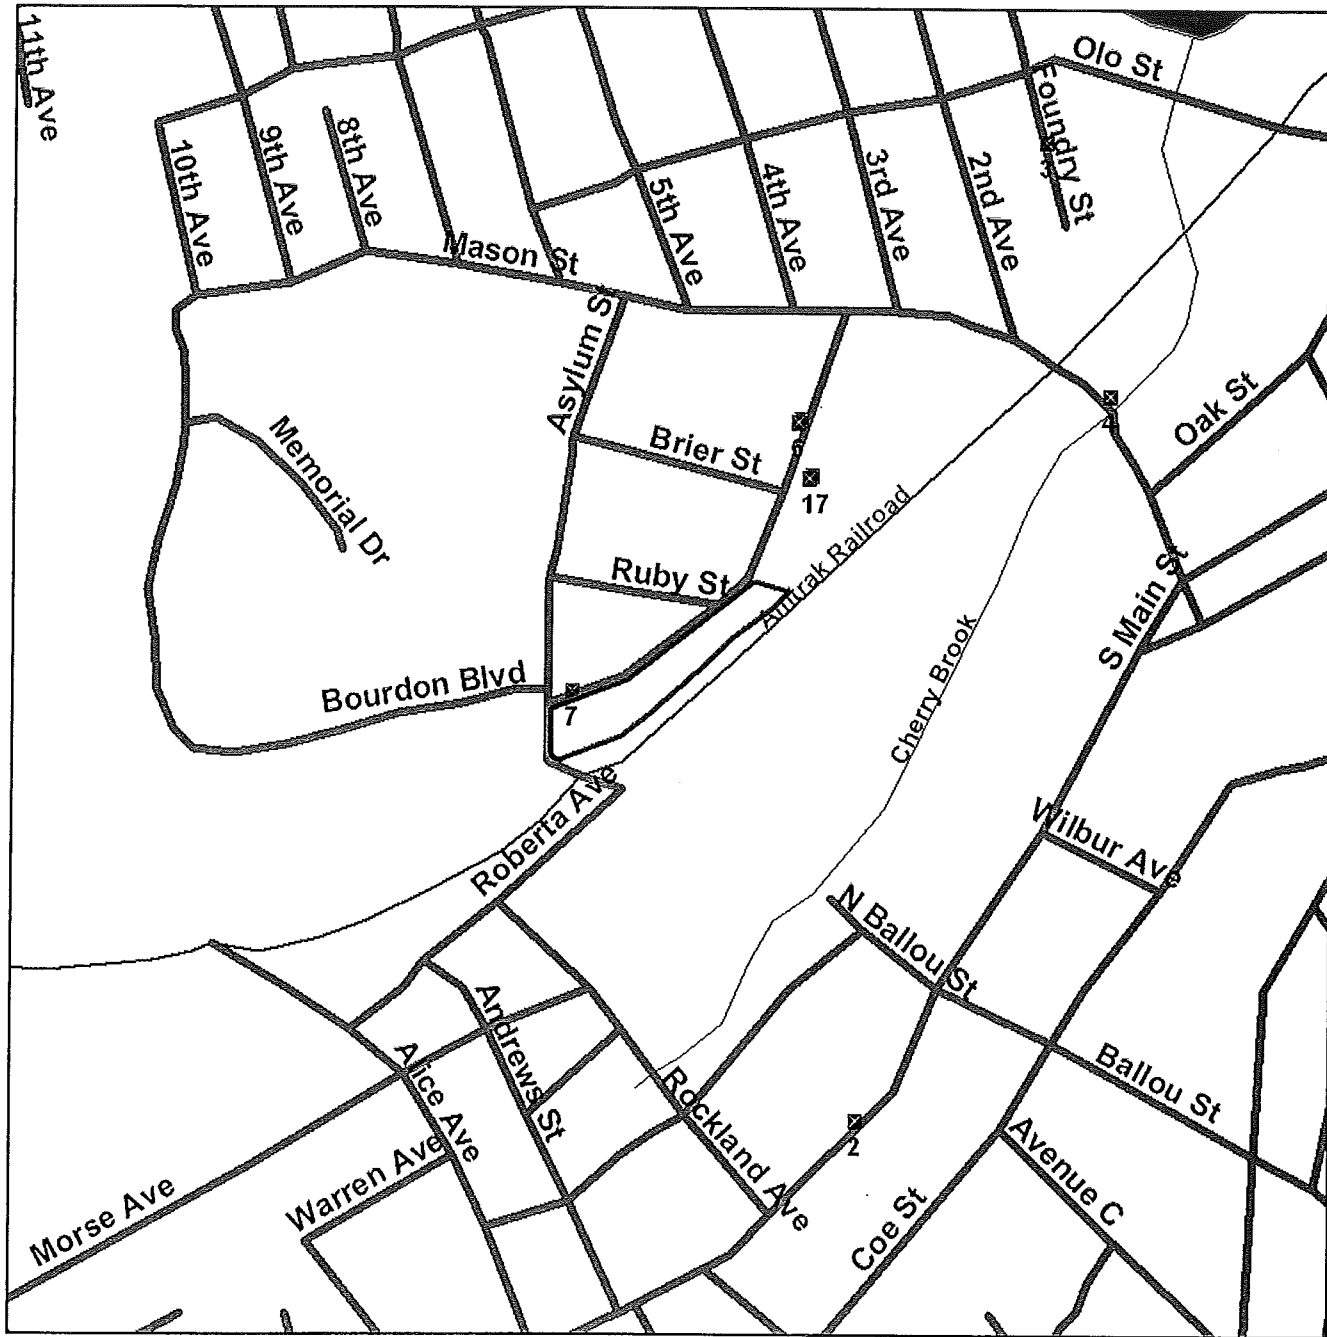 11th Ave
Olo St
Foundry St
10th Ave
9th Ave
8th Ave
5th Ave
4th Ave
3rd Ave
2nd Ave
Mason St
Asylum St
4
Oak St
Memorial Dr
Brier St
17
Amtrak Railroad
Ruby St
S Main St
Cherry Brook
Bourdon Blvd
7
Roberta Ave
Wilbur Ave
N Ballou St
Andrews St
Alice Ave
Rockland Ave
Ballou St
2
Avenue C
Warren Ave
Morse Ave
Coe St